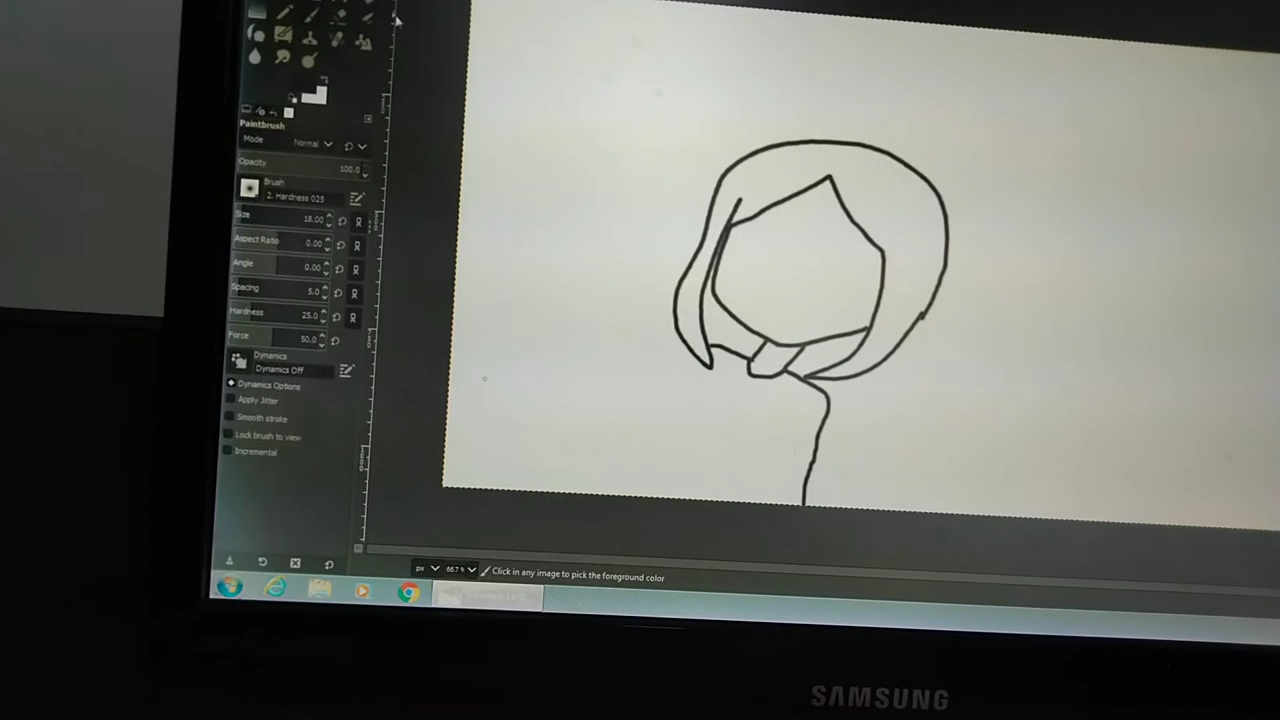 Paintbrush
Mode Normal
Opacity 100.0
Brush
2. Hardness 025
Size 18.00
Aspect Ratio 0.00
Angle 0.00
Spacing 5.0
Hardness 25.0
Force 50.0
Dynamics
Dynamics Off
Dynamics Options
Apply Jitter
Smooth stroke
Lock brush to view
Incremental
px 66.7 % Click in any image to pick the foreground color
SAMSUNG